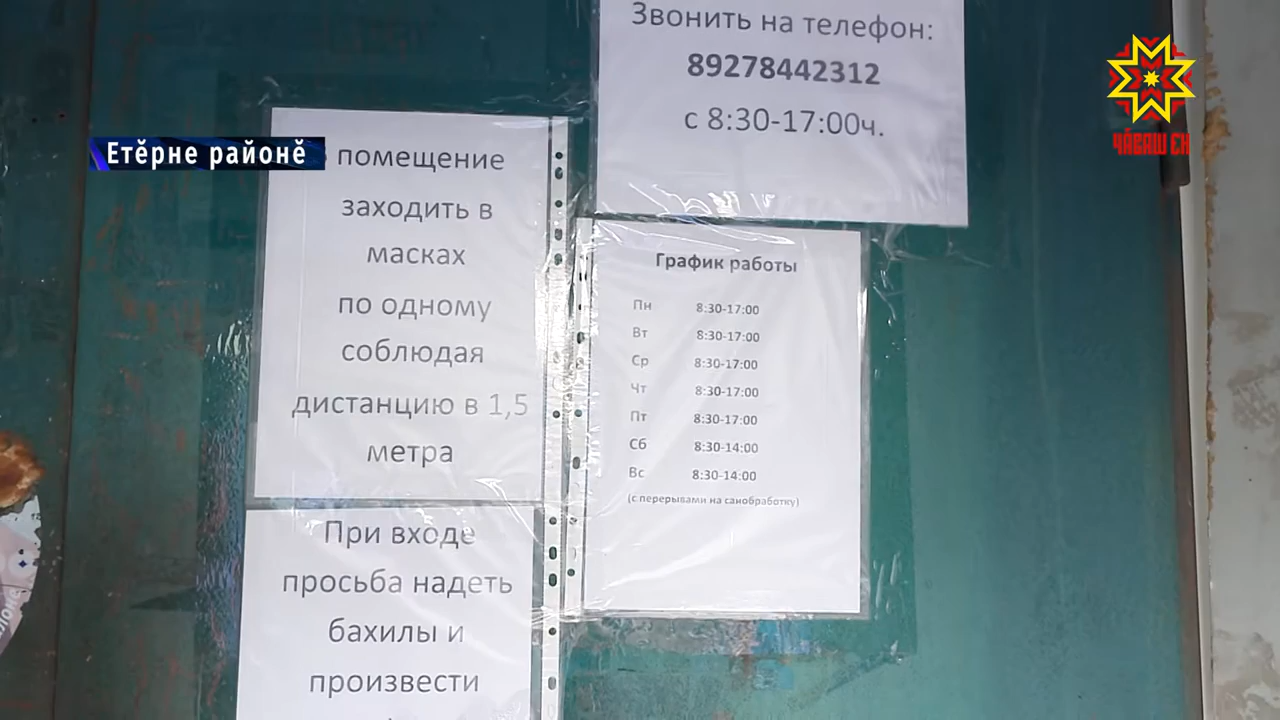 Звонить на телефон:
89278442312
с 8:30-17:00ч.
ЧӐВАШ ЕН
Етӗрне районӗ
помещение
заходить в
масках
по одному
соблюдая
дистанцию в 1,5
метра
График работы
Пн 8:30-17:00
Вт 8:30-17:00
Ср 8:30-17:00
Чт 8:30-17:00
Пт 8:30-17:00
Сб 8:30-14:00
Вс 8:30-14:00
(с перерывами на санобработку)
При входе
просьба надеть
бахилы и
произвести